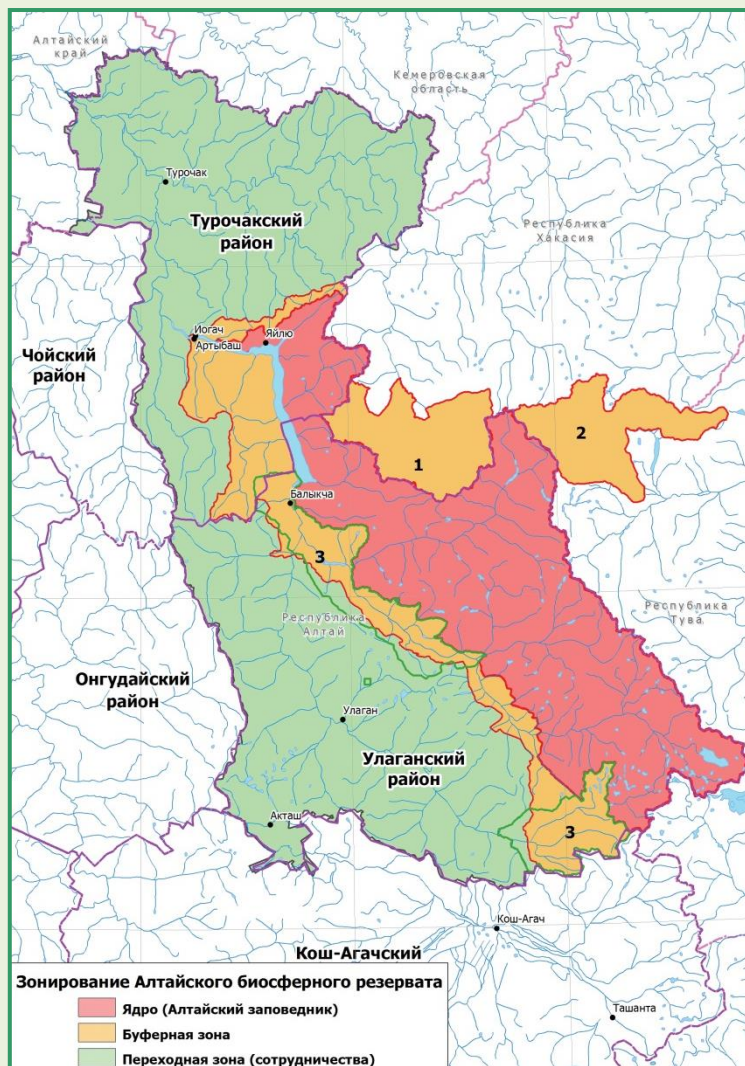 Алтайский
край
Кемеровская
область
Турочак
Турочакский
район
Республика
Хакасия
Иогач
Яйлю
Артыбаш
Чойский
район
2
1
Балыкча
3
Республика
Алтай
Республика
Тува
Онгудайский
район
Улаган
Улаганский
район
Акташ
3
Кош-Агач
Кош-Агачский
Зонирование Алтайского биосферного резервата
Ташанта
Ядро (Алтайский заповедник)
Буферная зона
Переходная зона (сотрудничества)